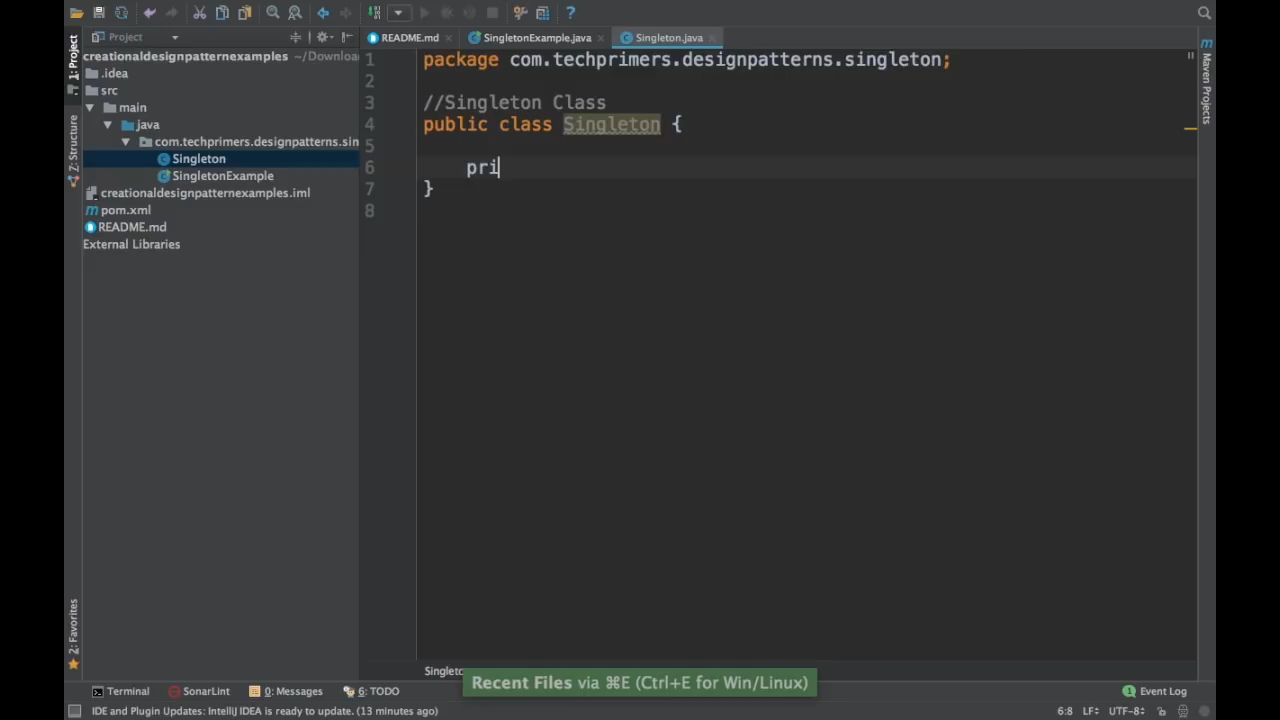 Project
README.md
SingletonExample.java
Singleton.java
1: Project
creationaldesignpatternexamples ~/Downloa
.idea
src
main
java
com.techprimers.designpatterns.sin
Singleton
SingletonExample
creationaldesignpatternexamples.iml
pom.xml
README.md
External Libraries
Z: Structure
2: Favorites
1 package com.techprimers.designpatterns.singleton;
2
3 //Singleton Class
4 public class Singleton {
5
6 pri
7 }
8
Maven Projects
Singleto
Recent Files via ⌘E (Ctrl+E for Win/Linux)
Terminal
SonarLint
0: Messages
6: TODO
1 Event Log
IDE and Plugin Updates: IntelliJ IDEA is ready to update. (13 minutes ago)
6:8 LF÷ UTF-8÷